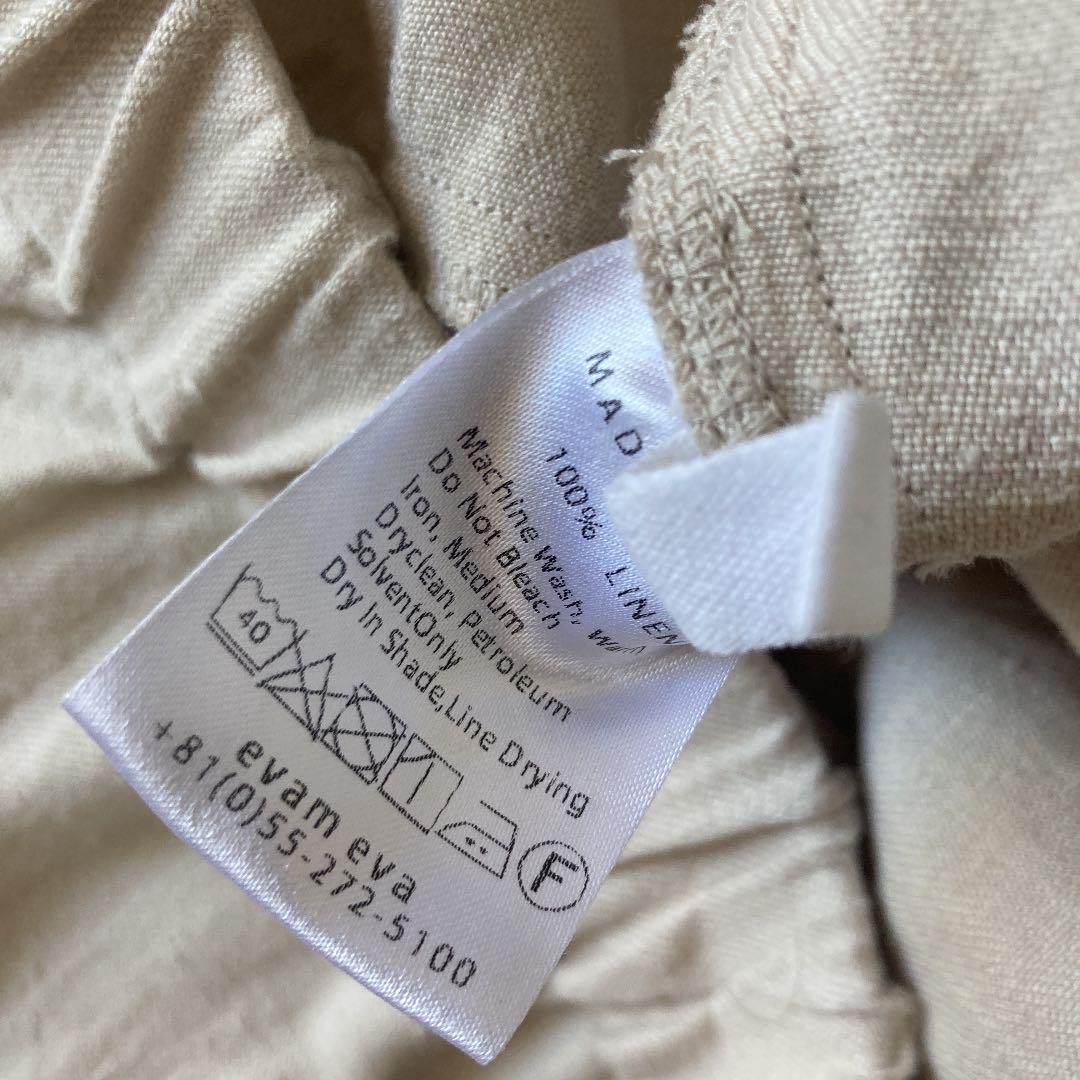 MAD
100% LINEN
Machine Wash, Warm
Do Not Bleach
Iron, Medium
Dryclean, Petroleum
SolventOnly
Dry In Shade,Line Drying
40
F
evam eva
+81(0)55-272-5100